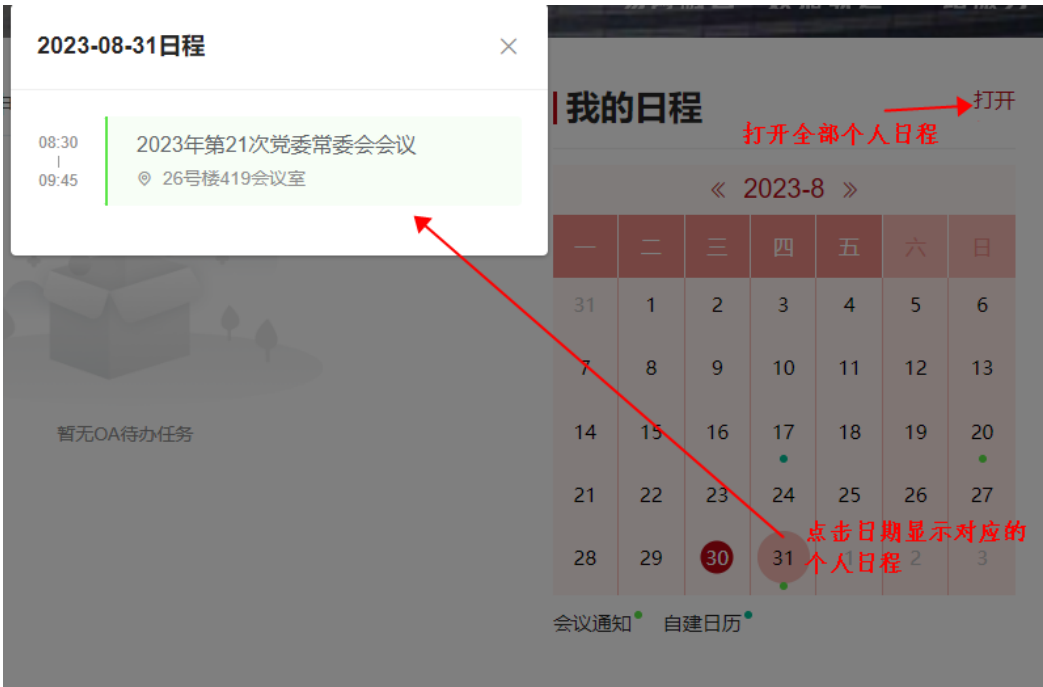 2023-08-31日程
08:30
09:45
2023年第21次党委常委会会议
26号楼419会议室
暂无OA待办任务
我的日程
打开
打开全部个人日程
« 2023-8 »
一 二 三 四 五 六 日
31 1 2 3 4 5 6
7 8 9 10 11 12 13
14 15 16 17 18 19 20
21 22 23 24 25 26 27
28 29 30 31 1 2 3
点击日期显示对应的
个人日程
会议通知 自建日历